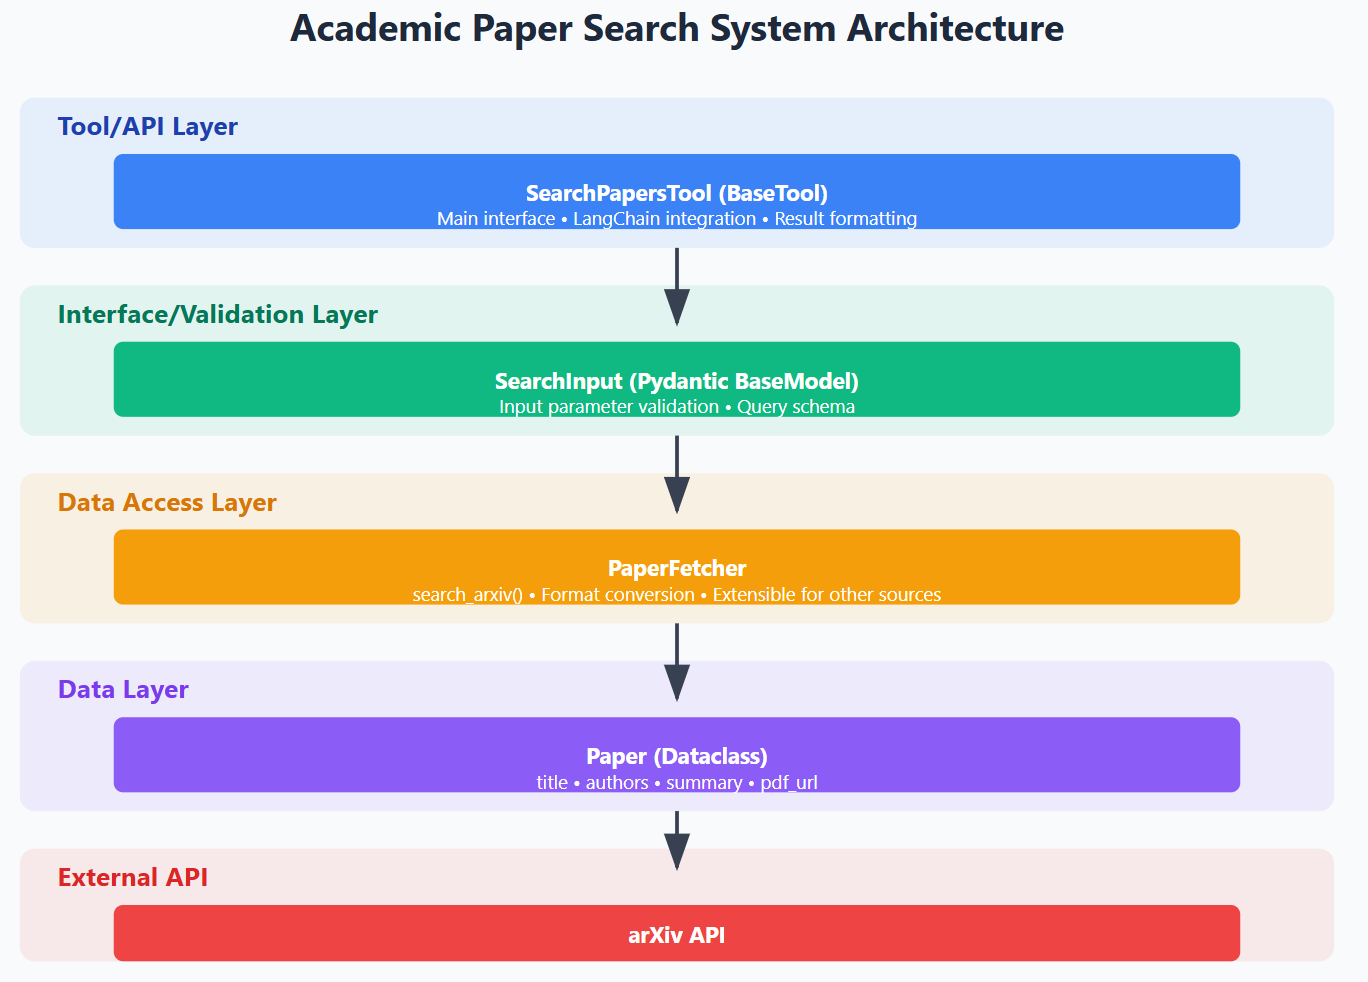 Academic Paper Search System Architecture
Tool/API Layer
SearchPapersTool (BaseTool)
Main interface • LangChain integration • Result formatting
Interface/Validation Layer
SearchInput (Pydantic BaseModel)
Input parameter validation • Query schema
Data Access Layer
PaperFetcher
search_arxiv() • Format conversion • Extensible for other sources
Data Layer
Paper (Dataclass)
title • authors • summary • pdf_url
External API
arXiv API